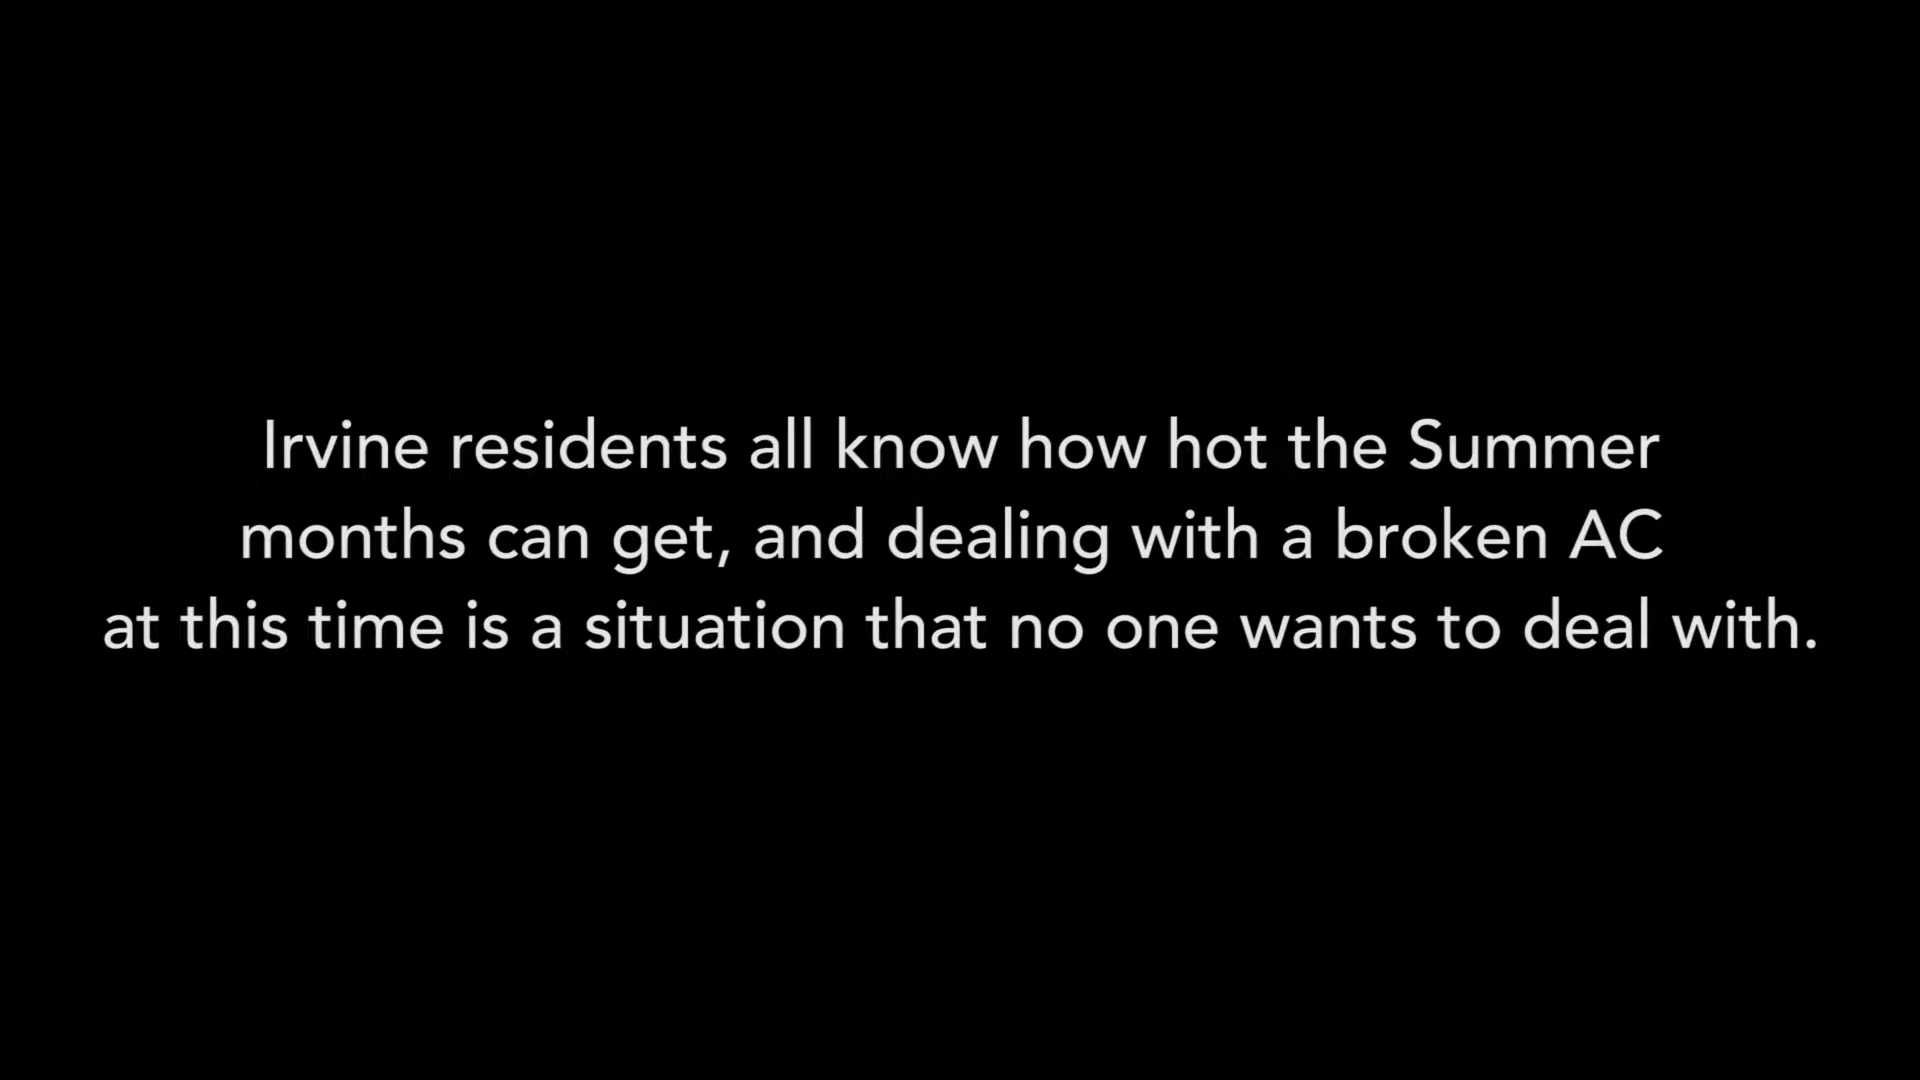 Irvine residents all know how hot the Summer
months can get, and dealing with a broken AC
at this time is a situation that no one wants to deal with.